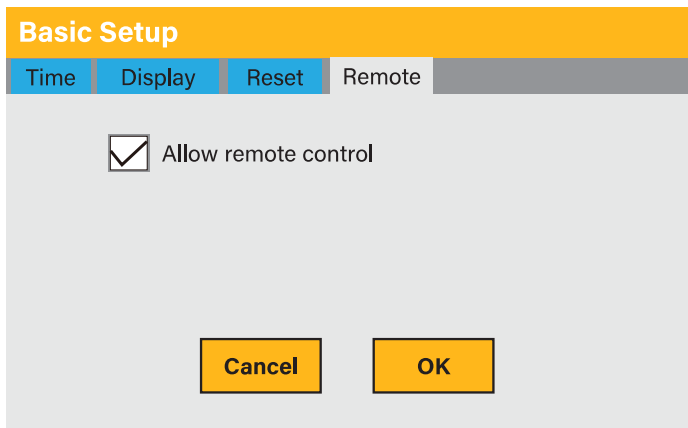 Basic Setup
Time Display Reset Remote
Allow remote control
Cancel OK